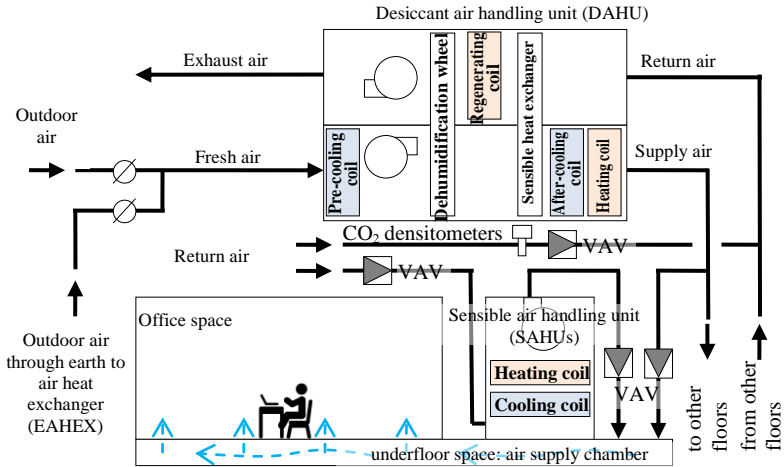 Desiccant air handling unit (DAHU)
Exhaust air
Dehumidification wheel
Regenerating
coil
Sensible heat exchanger
Return air
Outdoor
air
Fresh air
Pre-cooling
coil
After-cooling
coil
Heating coil
Supply air
CO₂ densitometers
VAV
Return air
VAV
Office space
Sensible air handling unit
(SAHUs)
Outdoor air
through earth to
air heat
exchanger
(EAHEX)
Heating coil
Cooling coil
VAV
to other
floors
from other
floors
underfloor space: air supply chamber